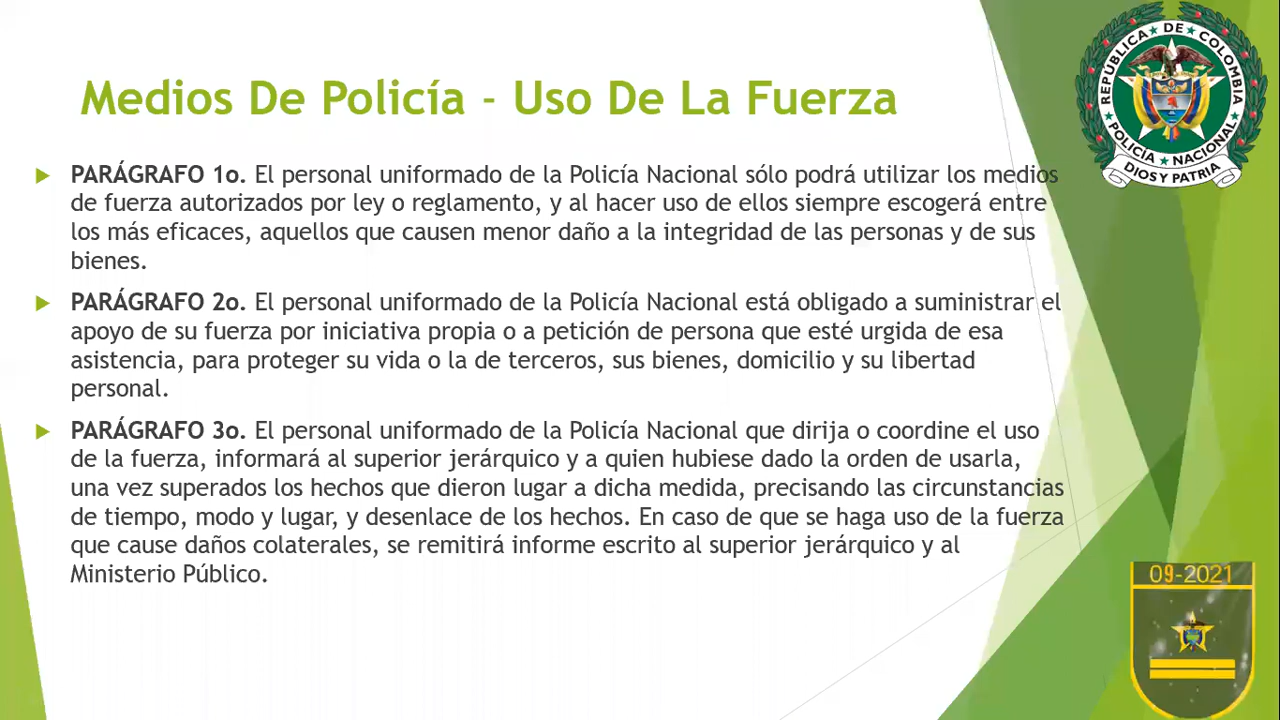 Medios De Policía - Uso De La Fuerza
REPÚBLICA DE COLOMBIA
POLICÍA NACIONAL
DIOS Y PATRIA
PARÁGRAFO 1o. El personal uniformado de la Policía Nacional sólo podrá utilizar los medios
de fuerza autorizados por ley o reglamento, y al hacer uso de ellos siempre escogerá entre
los más eficaces, aquellos que causen menor daño a la integridad de las personas y de sus
bienes.
PARÁGRAFO 2o. El personal uniformado de la Policía Nacional está obligado a suministrar el
apoyo de su fuerza por iniciativa propia o a petición de persona que esté urgida de esa
asistencia, para proteger su vida o la de terceros, sus bienes, domicilio y su libertad
personal.
PARÁGRAFO 3o. El personal uniformado de la Policía Nacional que dirija o coordine el uso
de la fuerza, informará al superior jerárquico y a quien hubiese dado la orden de usarla,
una vez superados los hechos que dieron lugar a dicha medida, precisando las circunstancias
de tiempo, modo y lugar, y desenlace de los hechos. En caso de que se haga uso de la fuerza
que cause daños colaterales, se remitirá informe escrito al superior jerárquico y al
Ministerio Público.
09-2021